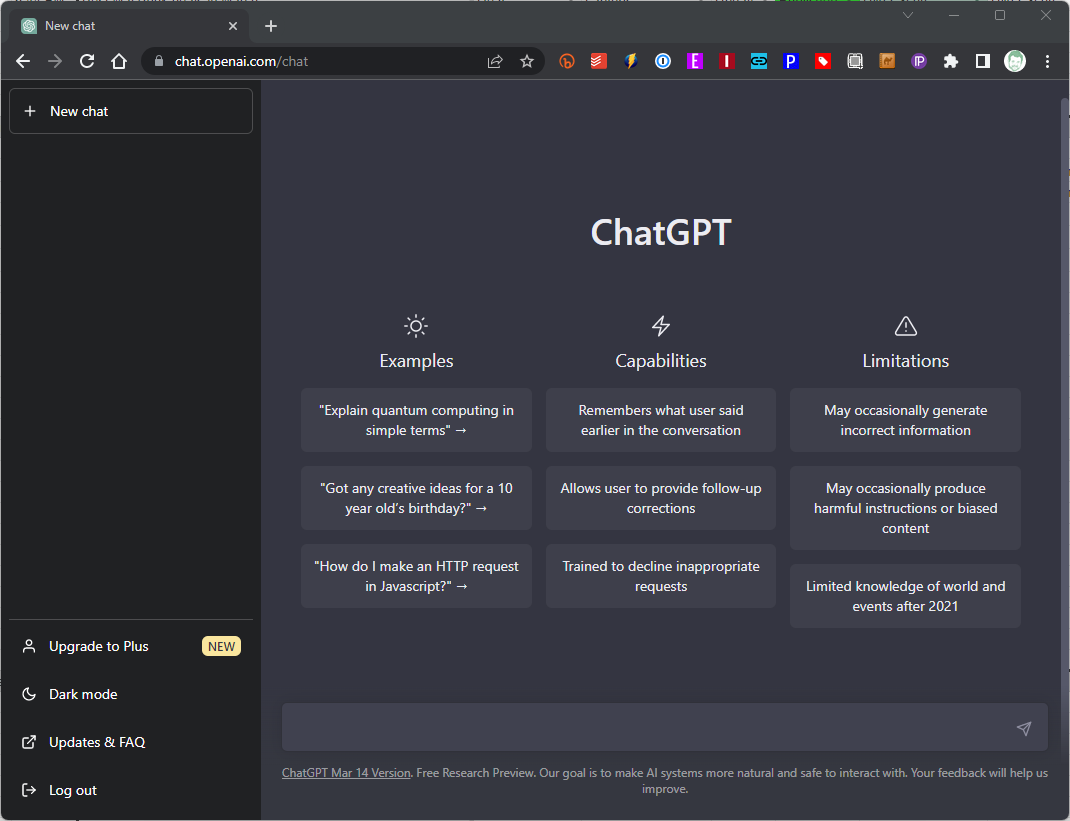 New chat
chat.openai.com/chat
New chat
ChatGPT
Examples
"Explain quantum computing in
simple terms" →
"Got any creative ideas for a 10
year old’s birthday?" →
"How do I make an HTTP request
in Javascript?" →
Capabilities
Remembers what user said
earlier in the conversation
Allows user to provide follow-up
corrections
Trained to decline inappropriate
requests
Limitations
May occasionally generate
incorrect information
May occasionally produce
harmful instructions or biased
content
Limited knowledge of world and
events after 2021
Upgrade to Plus NEW
Dark mode
Updates & FAQ
Log out
ChatGPT Mar 14 Version. Free Research Preview. Our goal is to make AI systems more natural and safe to interact with. Your feedback will help us
improve.